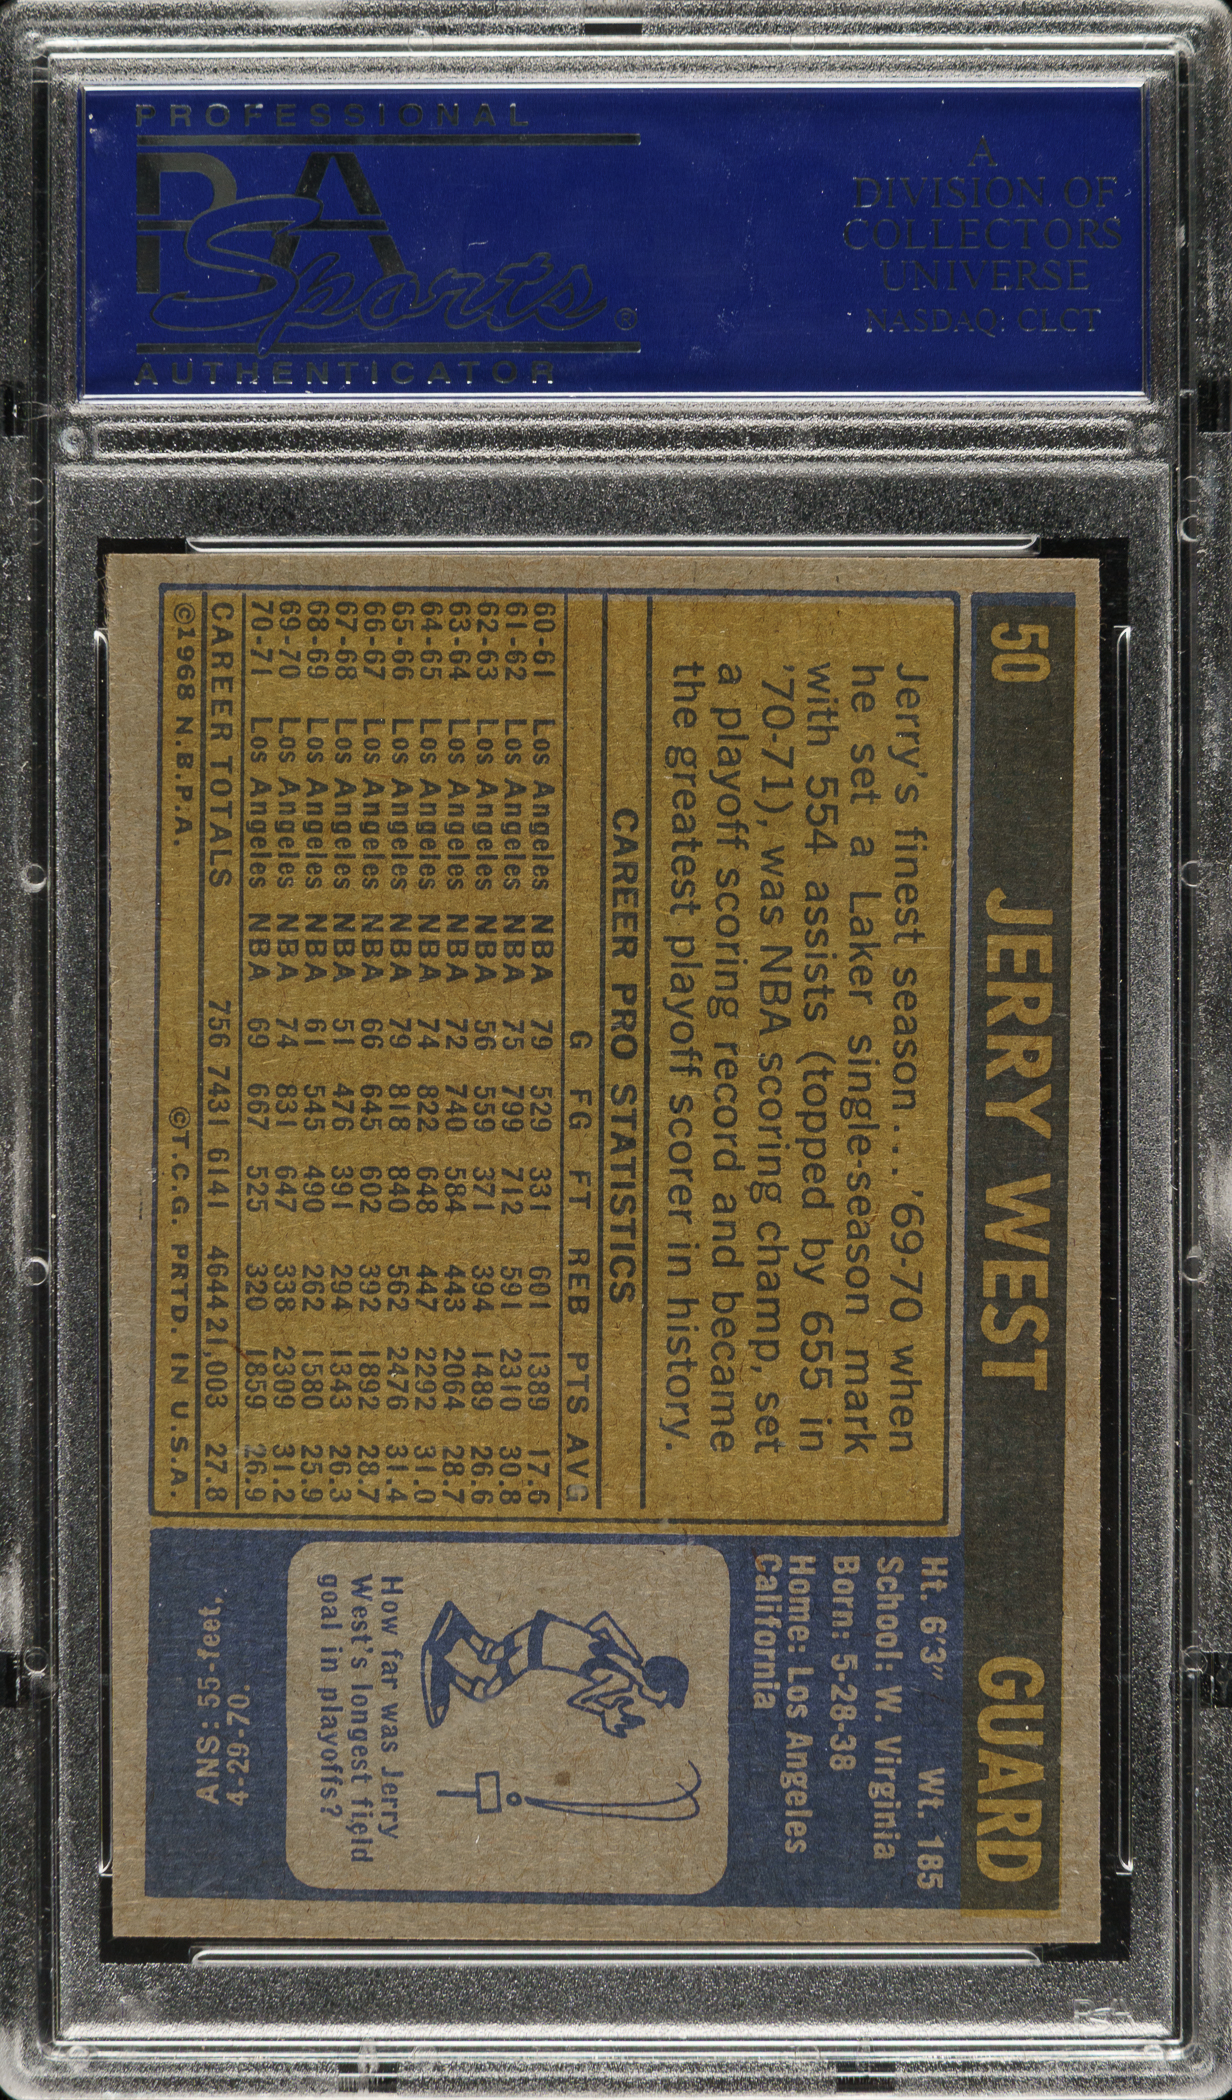 PROFESSIONAL
PSA
Sports®
AUTHENTICATOR
A
DIVISION OF
COLLECTORS
UNIVERSE
NASDAQ: CLCT
50 JERRY WEST GUARD
Jerry's finest season . . . '69-70 when
he set a Laker single-season mark
with 554 assists (topped by 655 in
'70-71), was NBA scoring champ, set
a playoff scoring record and became
the greatest playoff scorer in history.
CAREER PRO STATISTICS
G FG FT REB PTS AVG
60-61 Los Angeles NBA 79 529 331 601 1389 17.6
61-62 Los Angeles NBA 75 799 712 591 2310 30.8
62-63 Los Angeles NBA 56 559 371 394 1489 26.6
63-64 Los Angeles NBA 72 740 584 443 2064 28.7
64-65 Los Angeles NBA 74 822 648 447 2292 31.0
65-66 Los Angeles NBA 79 818 840 562 2476 31.4
66-67 Los Angeles NBA 66 645 602 392 1892 28.7
67-68 Los Angeles NBA 51 476 391 294 1343 26.3
68-69 Los Angeles NBA 61 545 490 262 1580 25.9
69-70 Los Angeles NBA 74 831 647 338 2309 31.2
70-71 Los Angeles NBA 69 667 525 320 1859 26.9
CAREER TOTALS 756 7431 6141 4644 21,003 27.8
©1968 N.B.P.A. ©T.C.G. PRTD. IN U.S.A.
Ht. 6'3" Wt. 185
School: W. Virginia
Born: 5-28-38
Home: Los Angeles
California
How far was Jerry
West's longest field
goal in playoffs?
ANS: 55-feet,
4-29-70.
PSA